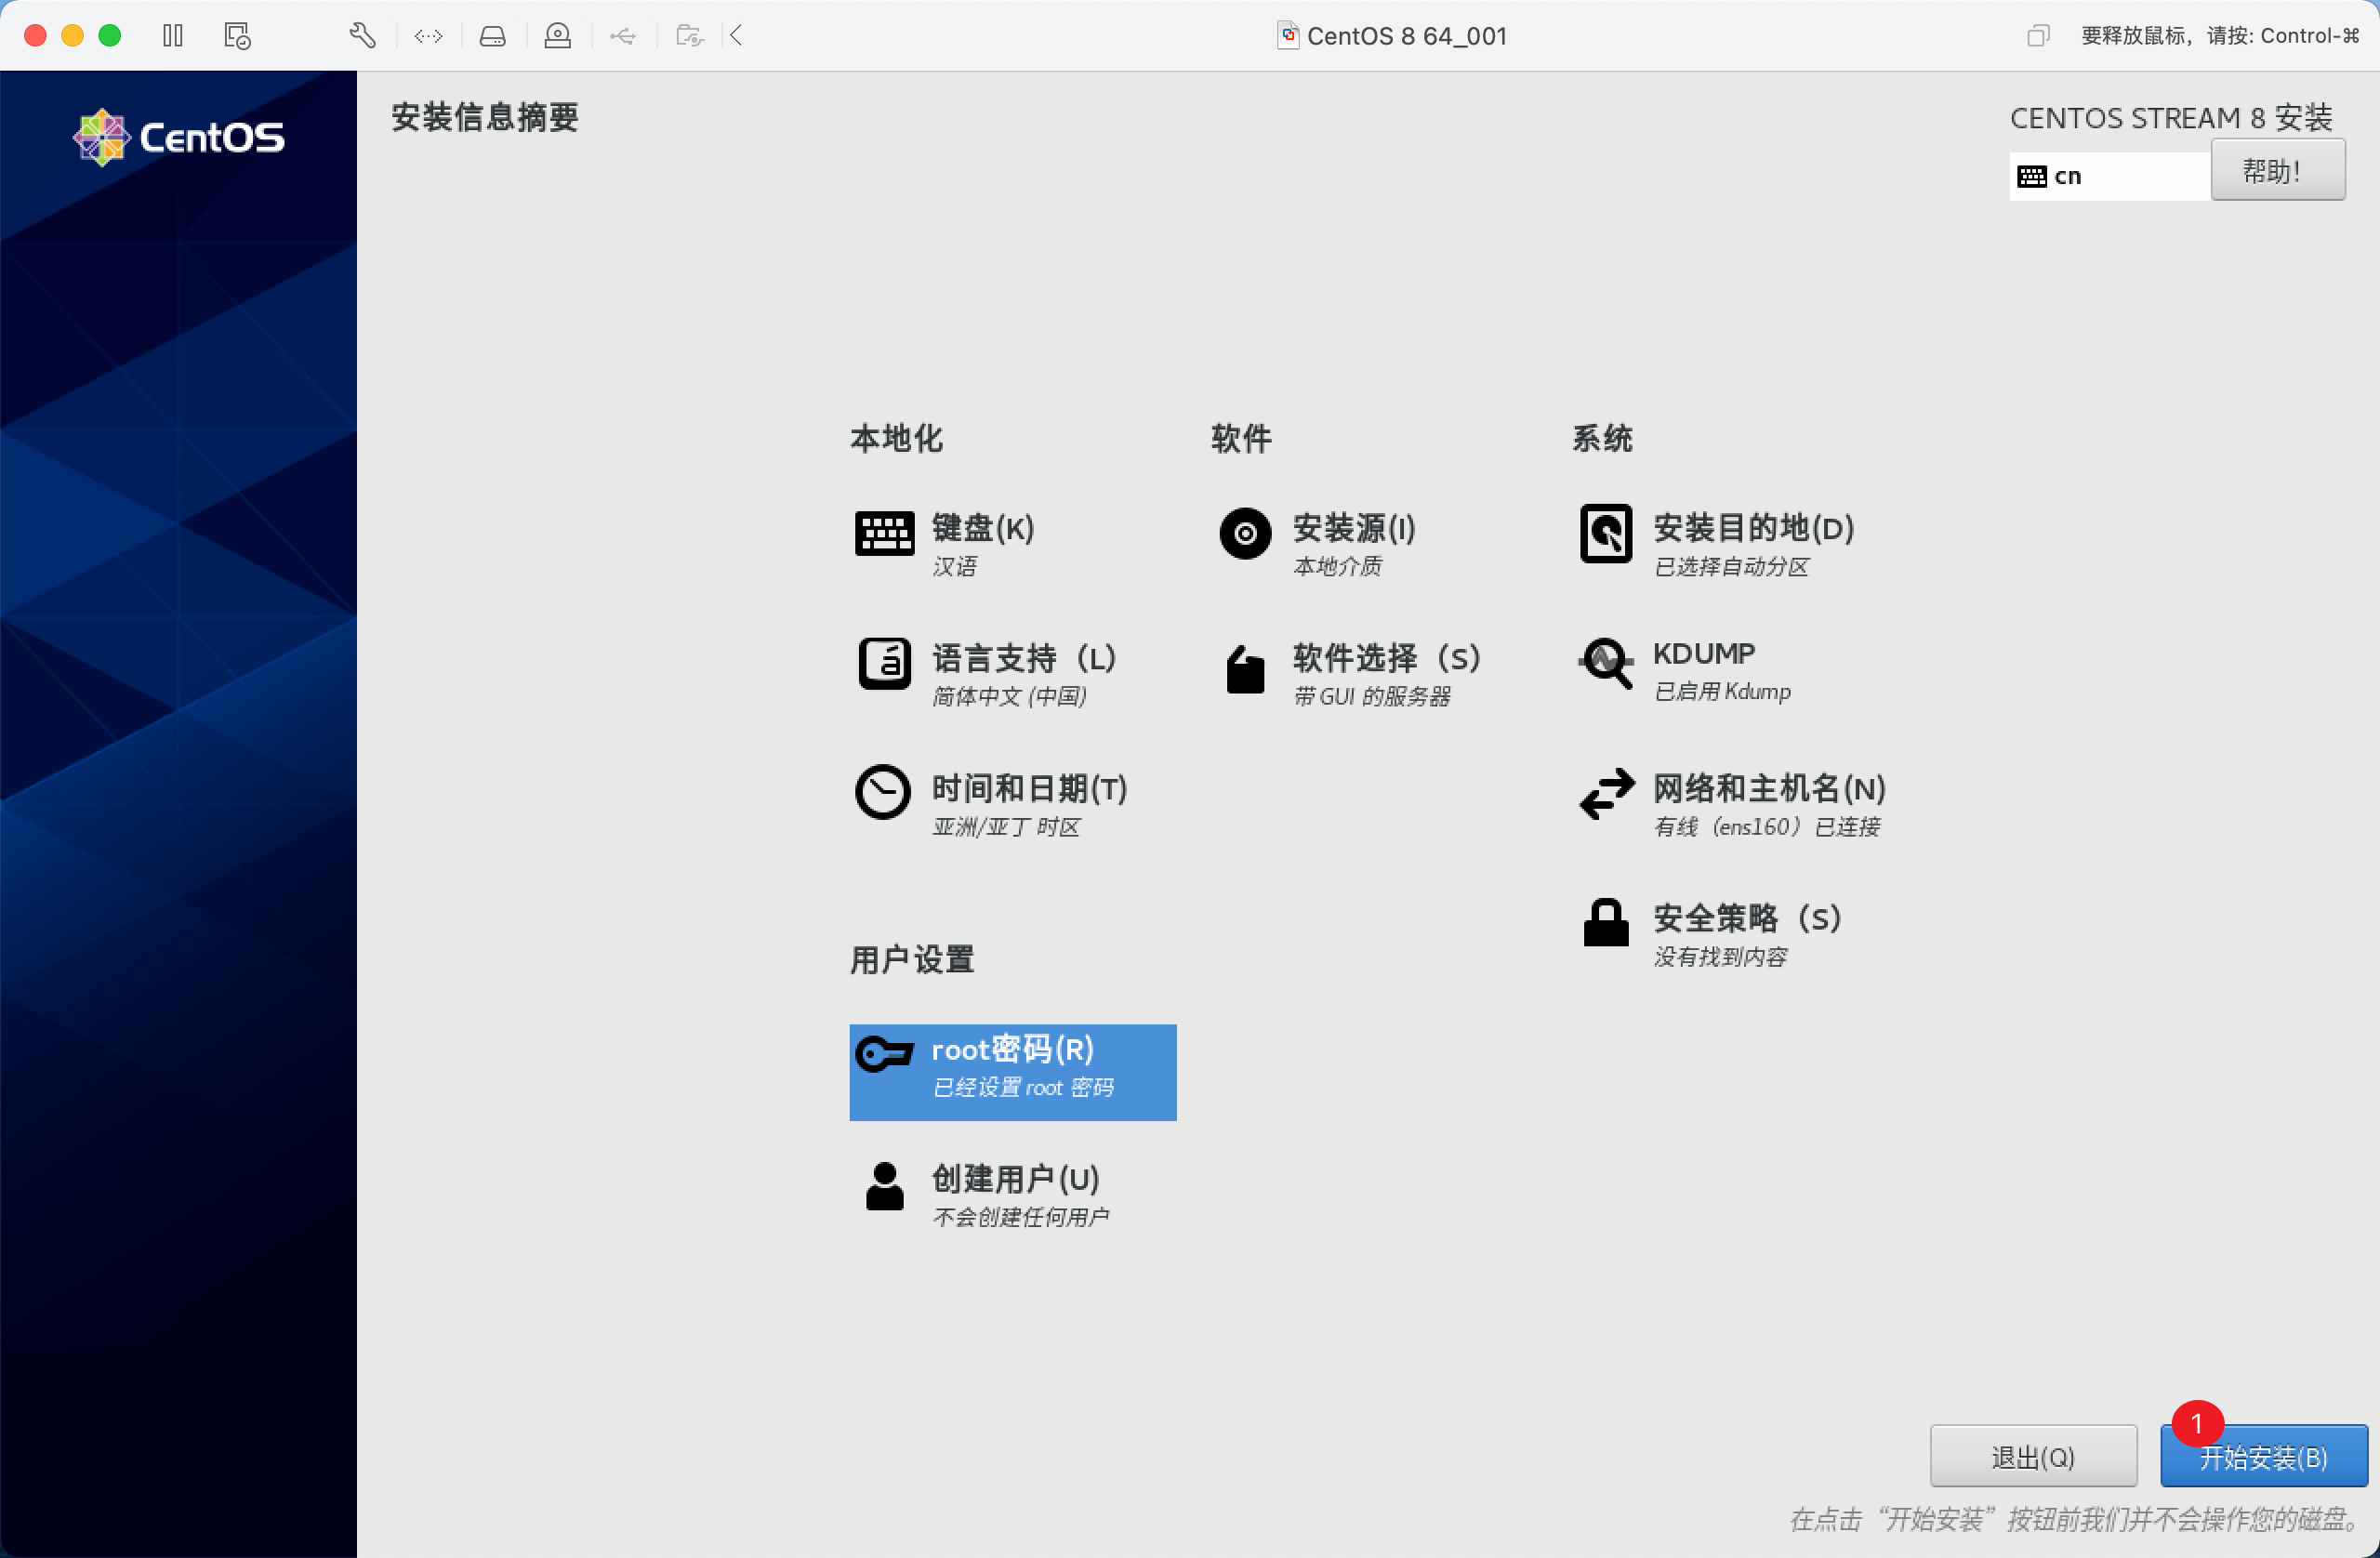 CentOS 8 64_001
要释放鼠标，请按: Control-⌘
CentOS
安装信息摘要
CENTOS STREAM 8 安装
cn
帮助！
本地化
软件
系统
键盘(K)
汉语
安装源(I)
本地介质
安装目的地(D)
已选择自动分区
语言支持（L）
简体中文 (中国)
软件选择（S）
带 GUI 的服务器
KDUMP
已启用 Kdump
时间和日期(T)
亚洲/亚丁 时区
网络和主机名(N)
有线（ens160）已连接
安全策略（S）
没有找到内容
用户设置
root密码(R)
已经设置 root 密码
创建用户(U)
不会创建任何用户
1
退出(Q)
开始安装(B)
在点击“开始安装”按钮前我们并不会操作您的磁盘。